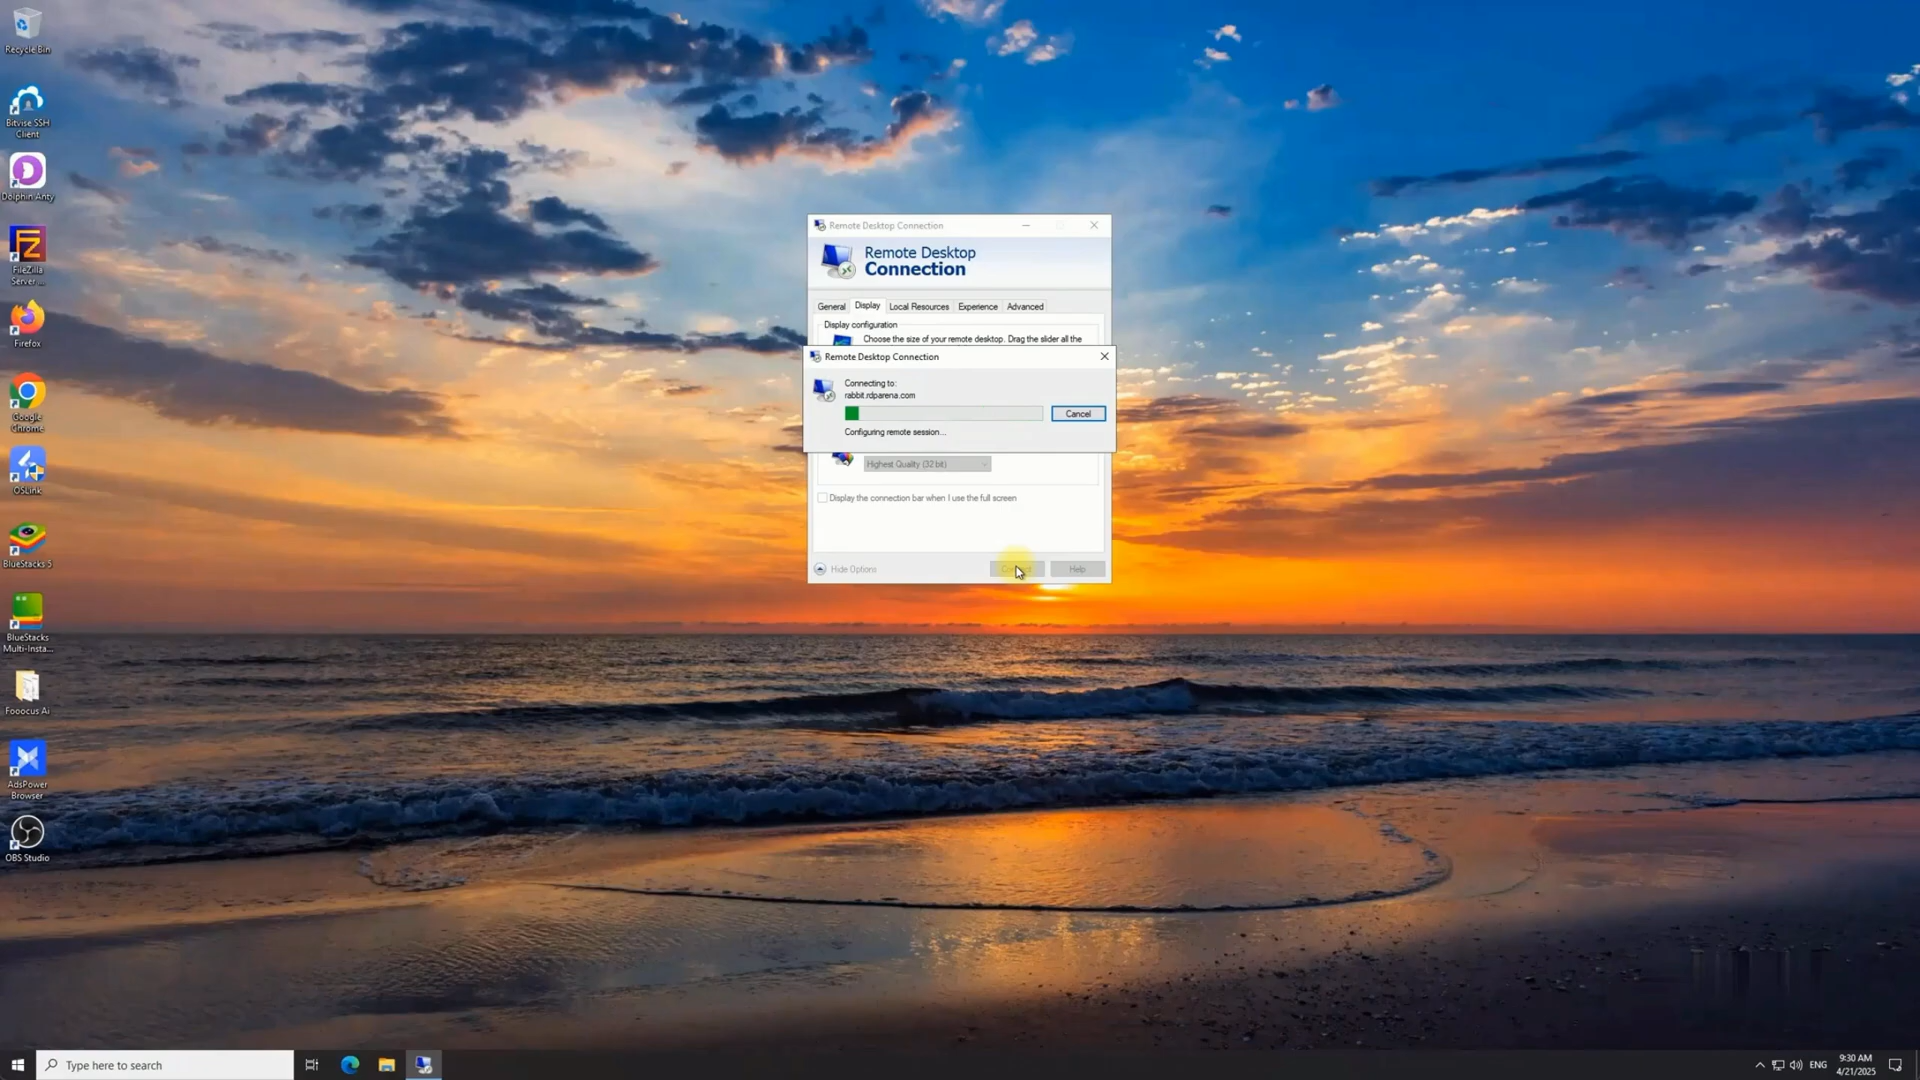 Recycle Bin
Bitvise SSH
Client
Dolphin Anty
FileZilla
Server ...
Firefox
Google
Chrome
OSLink
BlueStacks 5
BlueStacks
Multi-Insta...
Fooocus Ai
AdsPower
Browser
OBS Studio
Remote Desktop Connection
Remote Desktop
Connection
General
Display
Local Resources
Experience
Advanced
Display configuration
Choose the size of your remote desktop. Drag the slider all the
Remote Desktop Connection
Connecting to:
rabbit.rdparena.com
Cancel
Configuring remote session...
Highest Quality (32 bit)
Display the connection bar when I use the full screen
Hide Options
Help
Type here to search
ENG
9:30 AM
4/21/2025